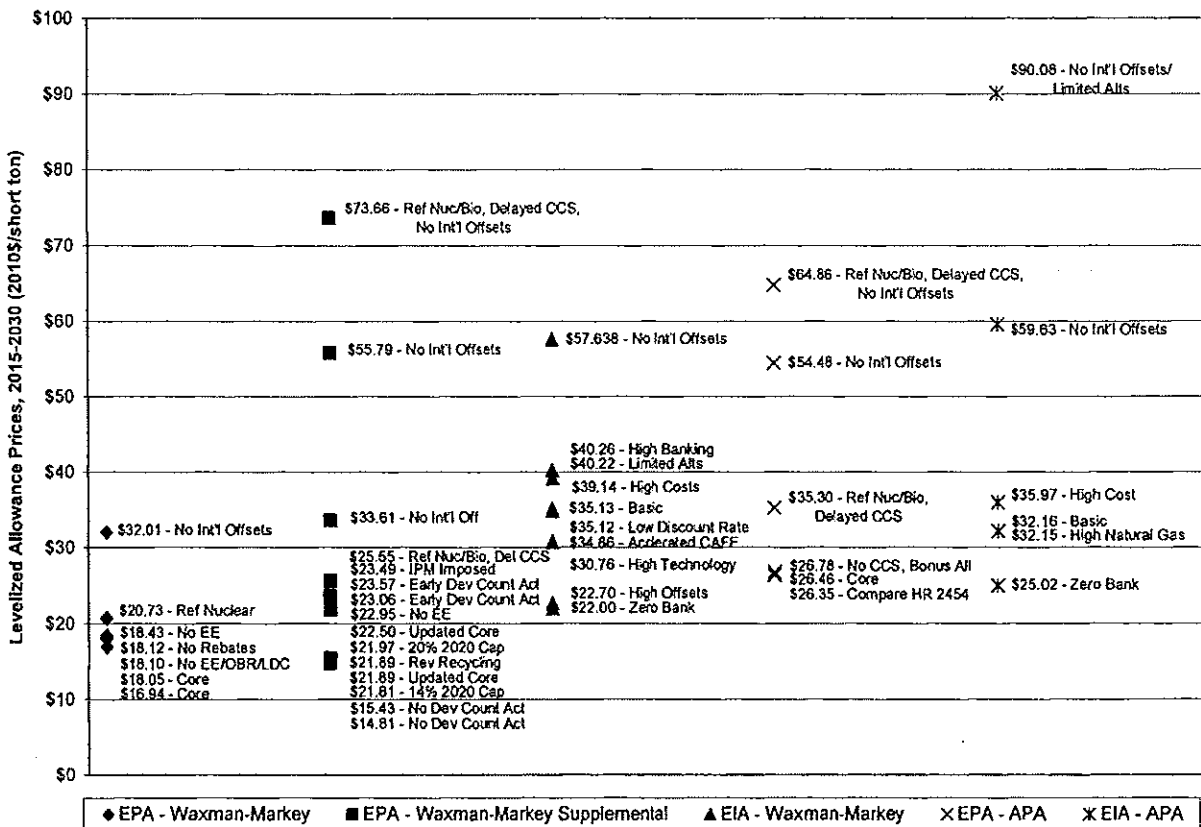 Levelized Allowance Prices, 2015-2030 (2010$/short ton)
$100
$90
$80
$70
$60
$50
$40
$30
$20
$10
$0
$32.01 - No Int'l Offsets
$20.73 - Ref Nuclear
$18.43 - No EE
$18.12 - No Rebates
$18.10 - No EE/OBR/LDC
$18.05 - Core
$16.94 - Core
$73.66 - Ref Nuc/Bio, Delayed CCS,
No Int'l Offsets
$55.79 - No Int'l Offsets
$33.61 - No Int'l Off
$25.55 - Ref Nuc/Bio, Del CCS
$23.49 - IPM Imposed
$23.57 - Early Dev Count Act
$23.06 - Early Dev Count Act
$22.95 - No EE
$22.50 - Updated Core
$21.97 - 20% 2020 Cap
$21.89 - Rev Recycling
$21.89 - Updated Core
$21.81 - 14% 2020 Cap
$15.43 - No Dev Count Act
$14.81 - No Dev Count Act
$57.638 - No Int'l Offsets
$40.26 - High Banking
$40.22 - Limited Alts
$39.14 - High Costs
$35.13 - Basic
$35.12 - Low Discount Rate
$34.86 - Acclerated CAFE
$30.76 - High Technology
$22.70 - High Offsets
$22.00 - Zero Bank
$64.86 - Ref Nuc/Bio, Delayed CCS,
No Int'l Offsets
$54.48 - No Int'l Offsets
$35.30 - Ref Nuc/Bio,
Delayed CCS
$26.78 - No CCS, Bonus All
$26.46 - Core
$26.35 - Compare HR 2454
$90.08 - No Int'l Offsets/
Limited Alts
$59.63 - No Int'l Offsets
$35.97 - High Cost
$32.16 - Basic
$32.15 - High Natural Gas
$25.02 - Zero Bank
EPA - Waxman-Markey
EPA - Waxman-Markey Supplemental
EIA - Waxman-Markey
EPA - APA
EIA - APA